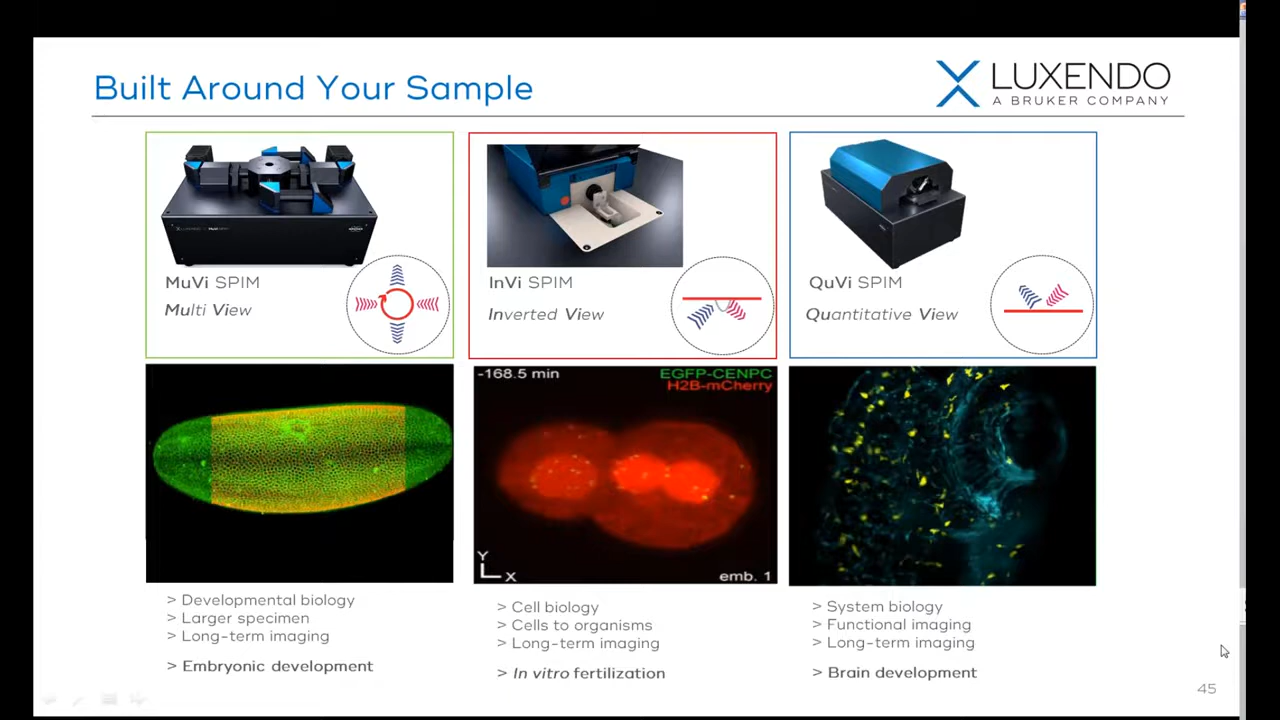 Built Around Your Sample
LUXENDO
A BRUKER COMPANY
MuVi SPIM
Multi View
InVi SPIM
Inverted View
QuVi SPIM
Quantitative View
-168.5 min
EGFP-CENPC
H2B-mCherry
Y
X
emb. 1
> Developmental biology
> Larger specimen
> Long-term imaging
> Embryonic development
> Cell biology
> Cells to organisms
> Long-term imaging
> In vitro fertilization
> System biology
> Functional imaging
> Long-term imaging
> Brain development
45